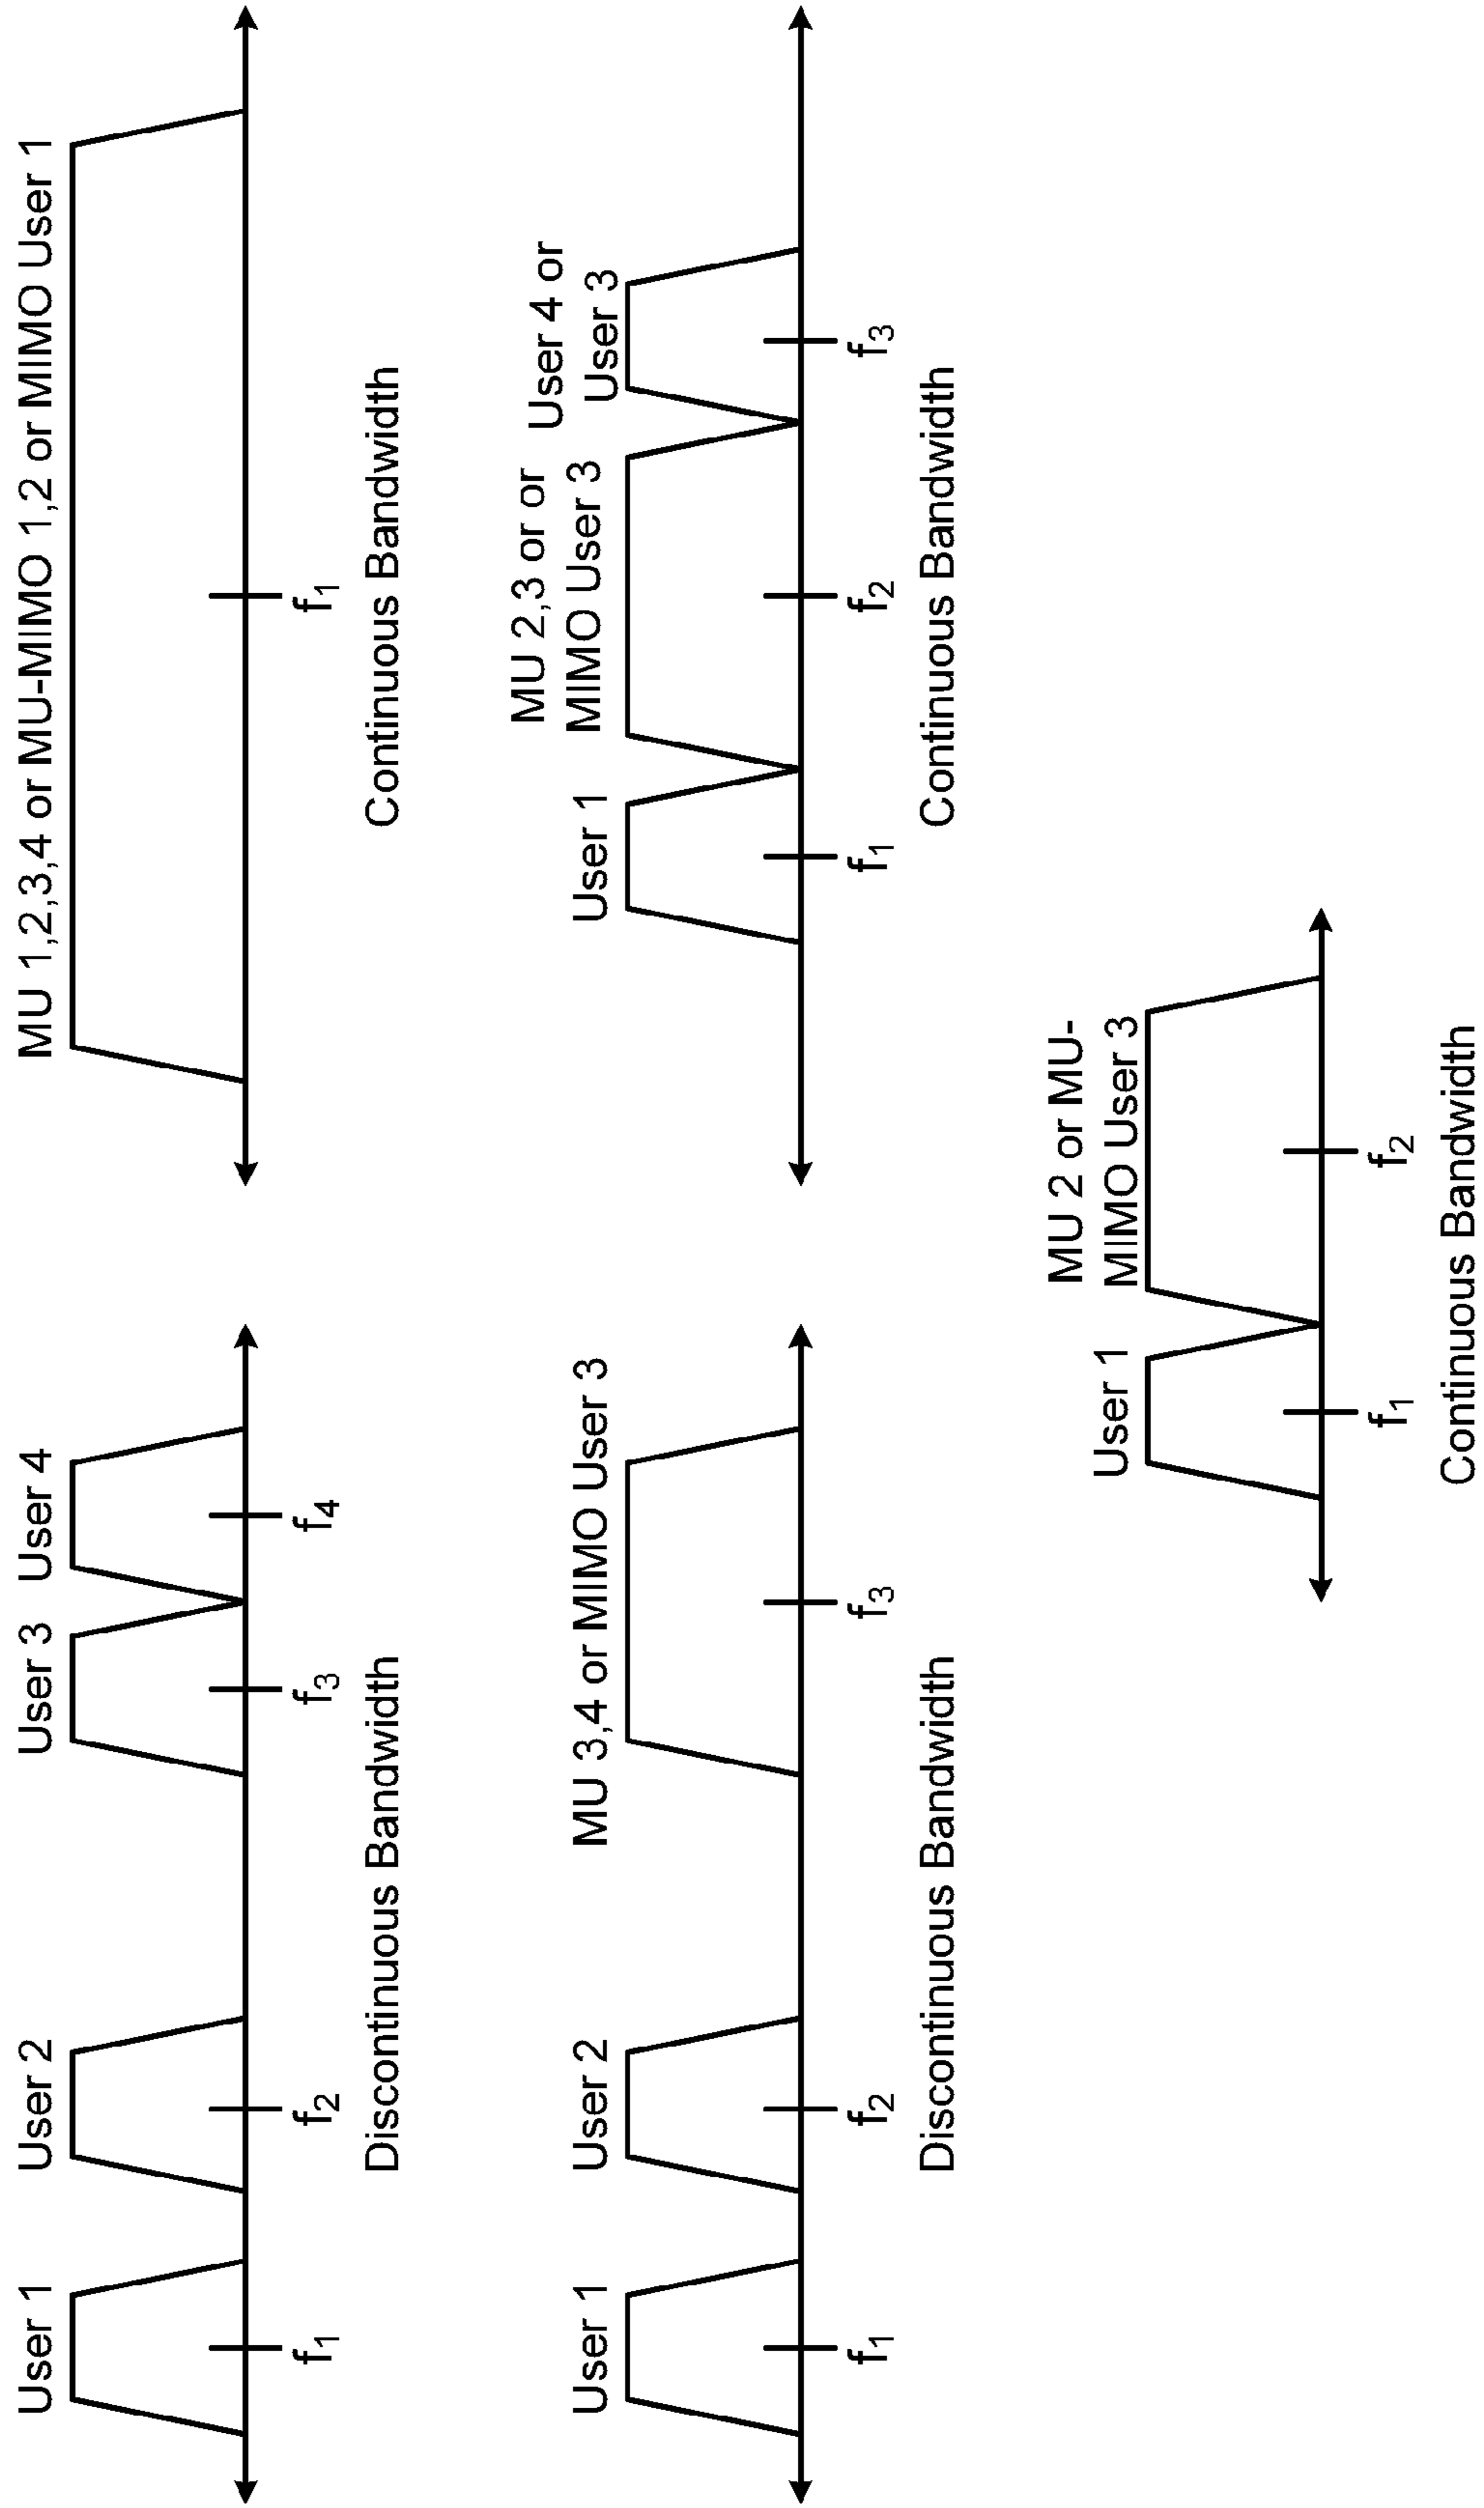 User 1
User 2
User 3
User 4
f1
f2
f3
f4
Discontinuous Bandwidth
MU 1,2,3,4 or MU-MIMO 1,2 or MIMO User 1
f1
Continuous Bandwidth
User 1
User 2
MU 3,4 or MIMO User 3
f1
f2
f3
Discontinuous Bandwidth
User 1
MU 2,3 or or
MIMO User 3
User 4 or
User 3
f1
f2
f3
Continuous Bandwidth
User 1
MU 2 or MU-
MIMO User 3
f1
f2
Continuous Bandwidth